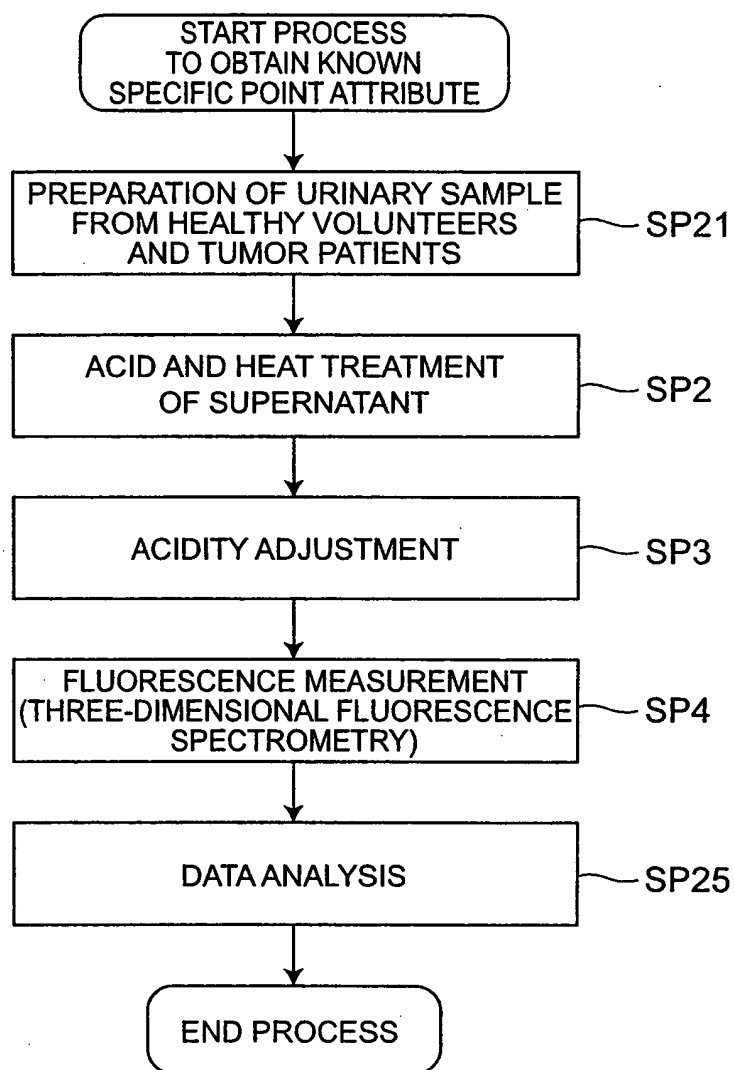 START PROCESS
TO OBTAIN KNOWN
SPECIFIC POINT ATTRIBUTE
PREPARATION OF URINARY SAMPLE
FROM HEALTHY VOLUNTEERS
AND TUMOR PATIENTS
SP21
ACID AND HEAT TREATMENT
OF SUPERNATANT
SP2
ACIDITY ADJUSTMENT
SP3
FLUORESCENCE MEASUREMENT
(THREE-DIMENSIONAL FLUORESCENCE
SPECTROMETRY)
SP4
DATA ANALYSIS
SP25
END PROCESS